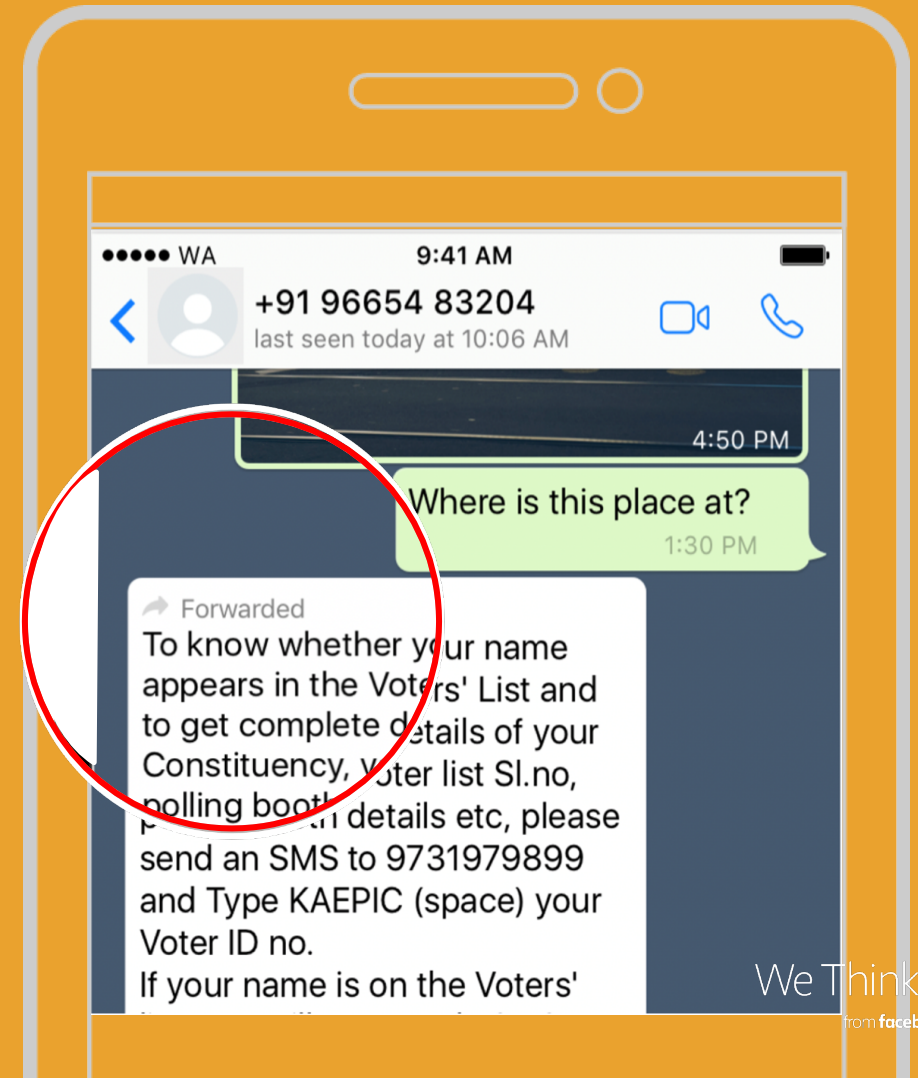 WA
9:41 AM
+91 96654 83204
last seen today at 10:06 AM
4:50 PM
Where is this place at?
1:30 PM
Forwarded
To know whether your name
appears in the Voters' List and
to get complete details of your
Constituency, voter list Sl.no,
polling booth details etc, please
send an SMS to 9731979899
and Type KAEPIC (space) your
Voter ID no.
If your name is on the Voters'
We Think
from faceb